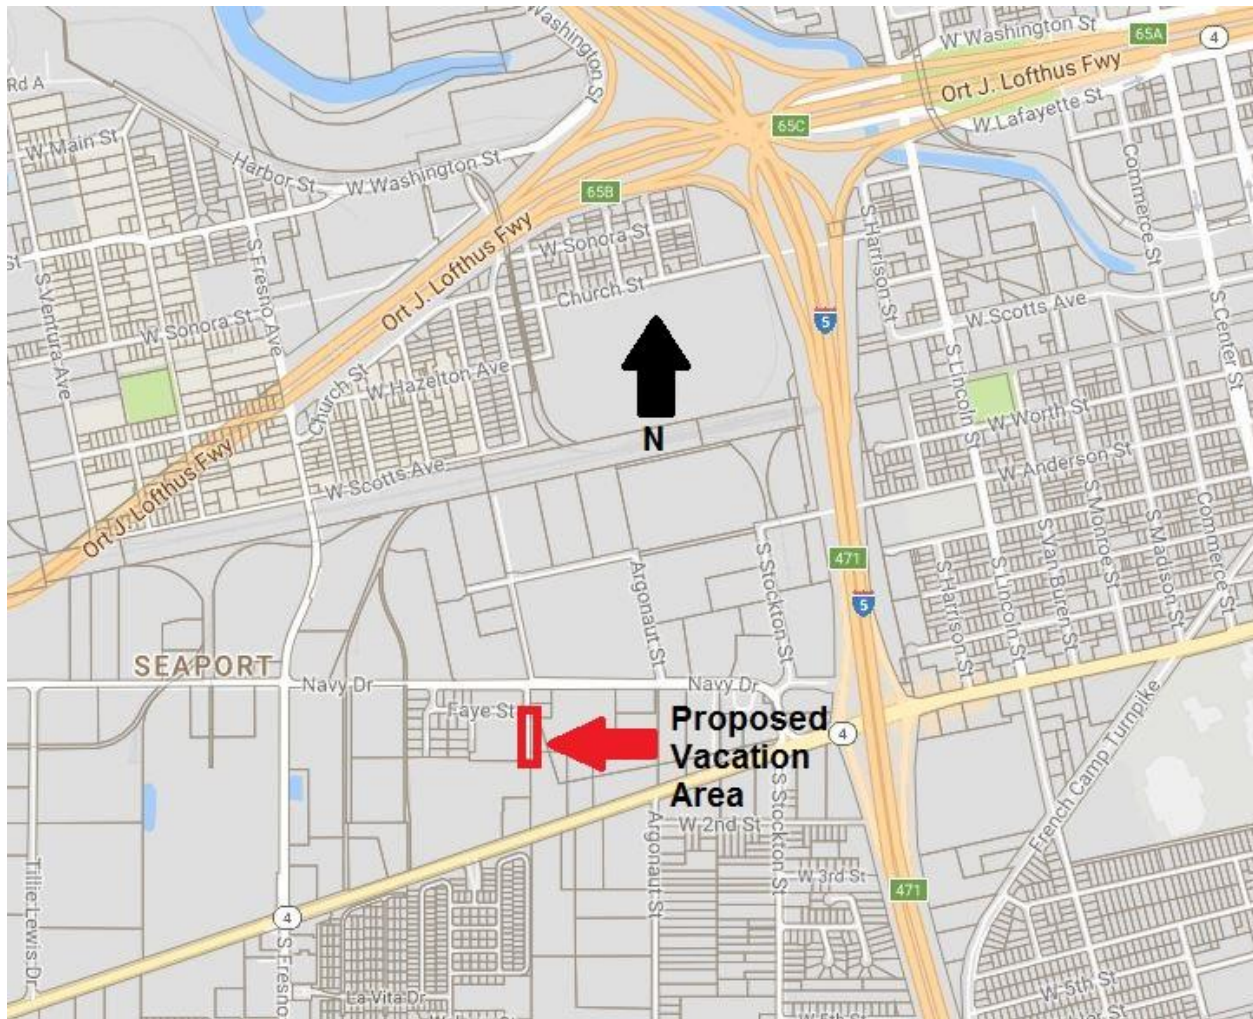 W Washington St
65A
4
Washington St
Ort J. Lofthus Fwy
Rd A
65C
W Lafayette St
W Main St
Harbor St
W Washington St
Commerce St
65B
S Fresno Ave
W Sonora St
S Harrison St
St
S Ventura Ave
Ort J. Lofthus Fwy
Church St
S Center St
W Sonora St
5
W Scotts Ave
S Lincoln St
Church St
W Hazelton Ave
N
W Worth St
W Anderson St
Ort J. Lofthus Fwy
W Scotts Ave
S Monroe St
S Madison St
Commerce St
S Stockton St
471
S Van Buren St
Argonaut St
S Harrison St
S Lincoln St
5
SEAPORT
Navy Dr
Navy Dr
Faye St
Proposed
Vacation
Area
4
French Camp Turnpike
S Stockton St
Argonaut St
W 2nd St
Tillie Lewis Dr
W 3rd St
471
4
S Fresno
La Vita Dr
W 5th St
W 5th St